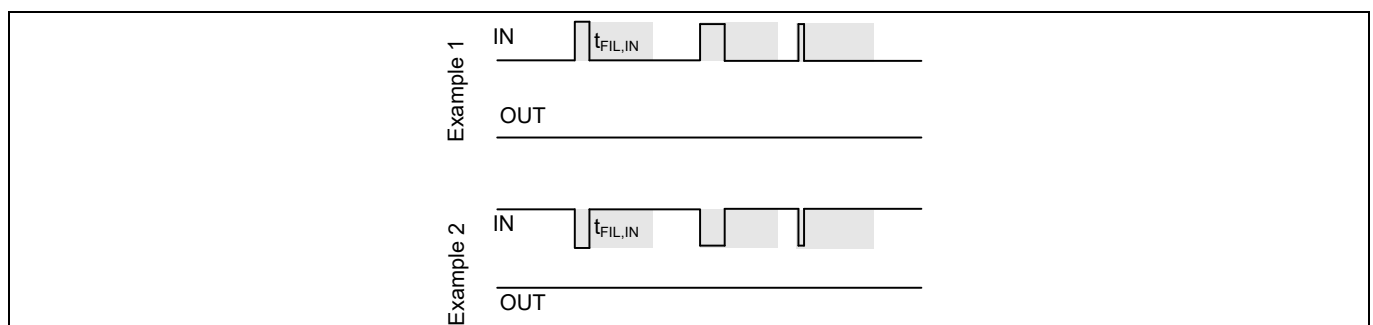 Example 1
IN
tFIL,IN
OUT
Example 2
IN
tFIL,IN
OUT